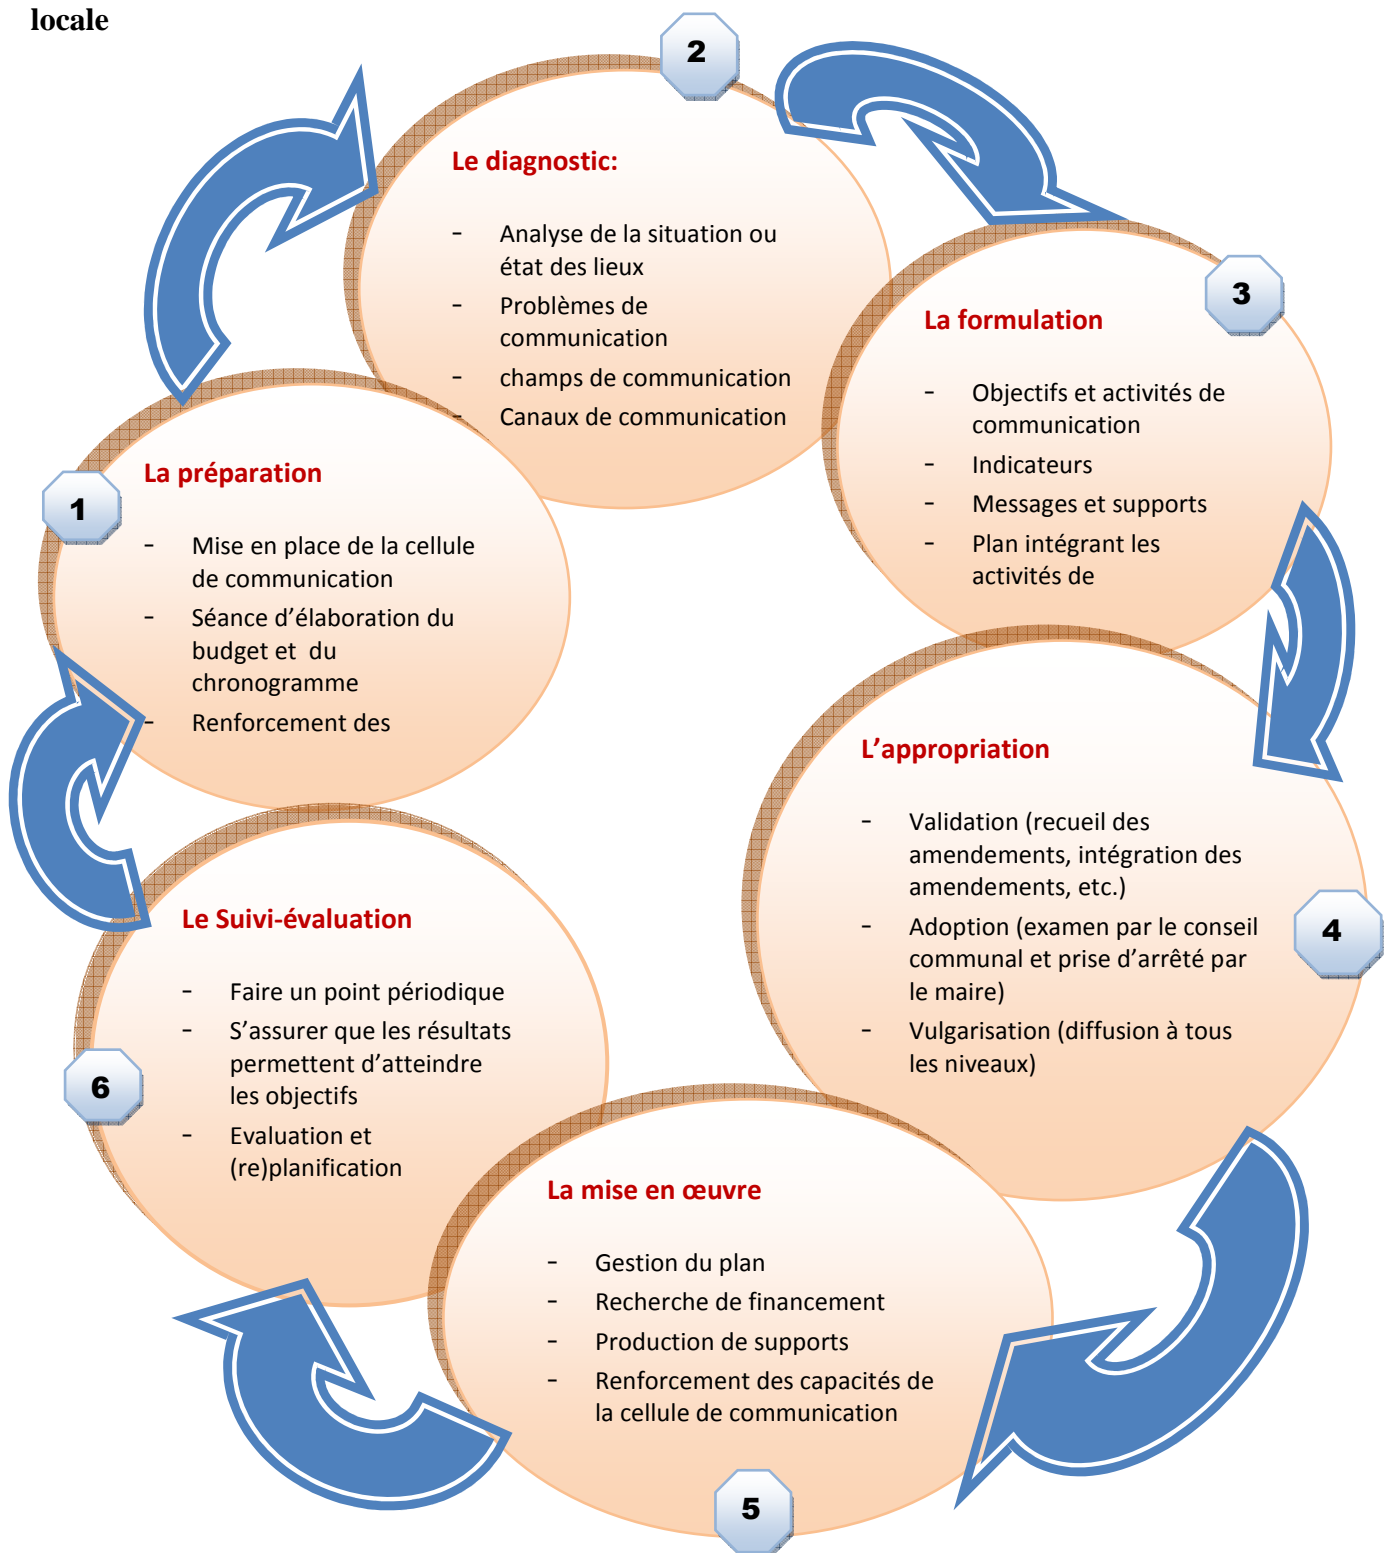 locale
1
La préparation
- Mise en place de la cellule
de communication
- Séance d’élaboration du
budget et du
chronogramme
- Renforcement des
2
Le diagnostic:
- Analyse de la situation ou
état des lieux
- Problèmes de
communication
- champs de communication
- Canaux de communication
3
La formulation
- Objectifs et activités de
communication
- Indicateurs
- Messages et supports
- Plan intégrant les
activités de
4
L’appropriation
- Validation (recueil des
amendements, intégration des
amendements, etc.)
- Adoption (examen par le conseil
communal et prise d’arrêté par
le maire)
- Vulgarisation (diffusion à tous
les niveaux)
5
La mise en œuvre
- Gestion du plan
- Recherche de financement
- Production de supports
- Renforcement des capacités de
la cellule de communication
6
Le Suivi-évaluation
- Faire un point périodique
- S’assurer que les résultats
permettent d’atteindre
les objectifs
- Evaluation et
(re)planification